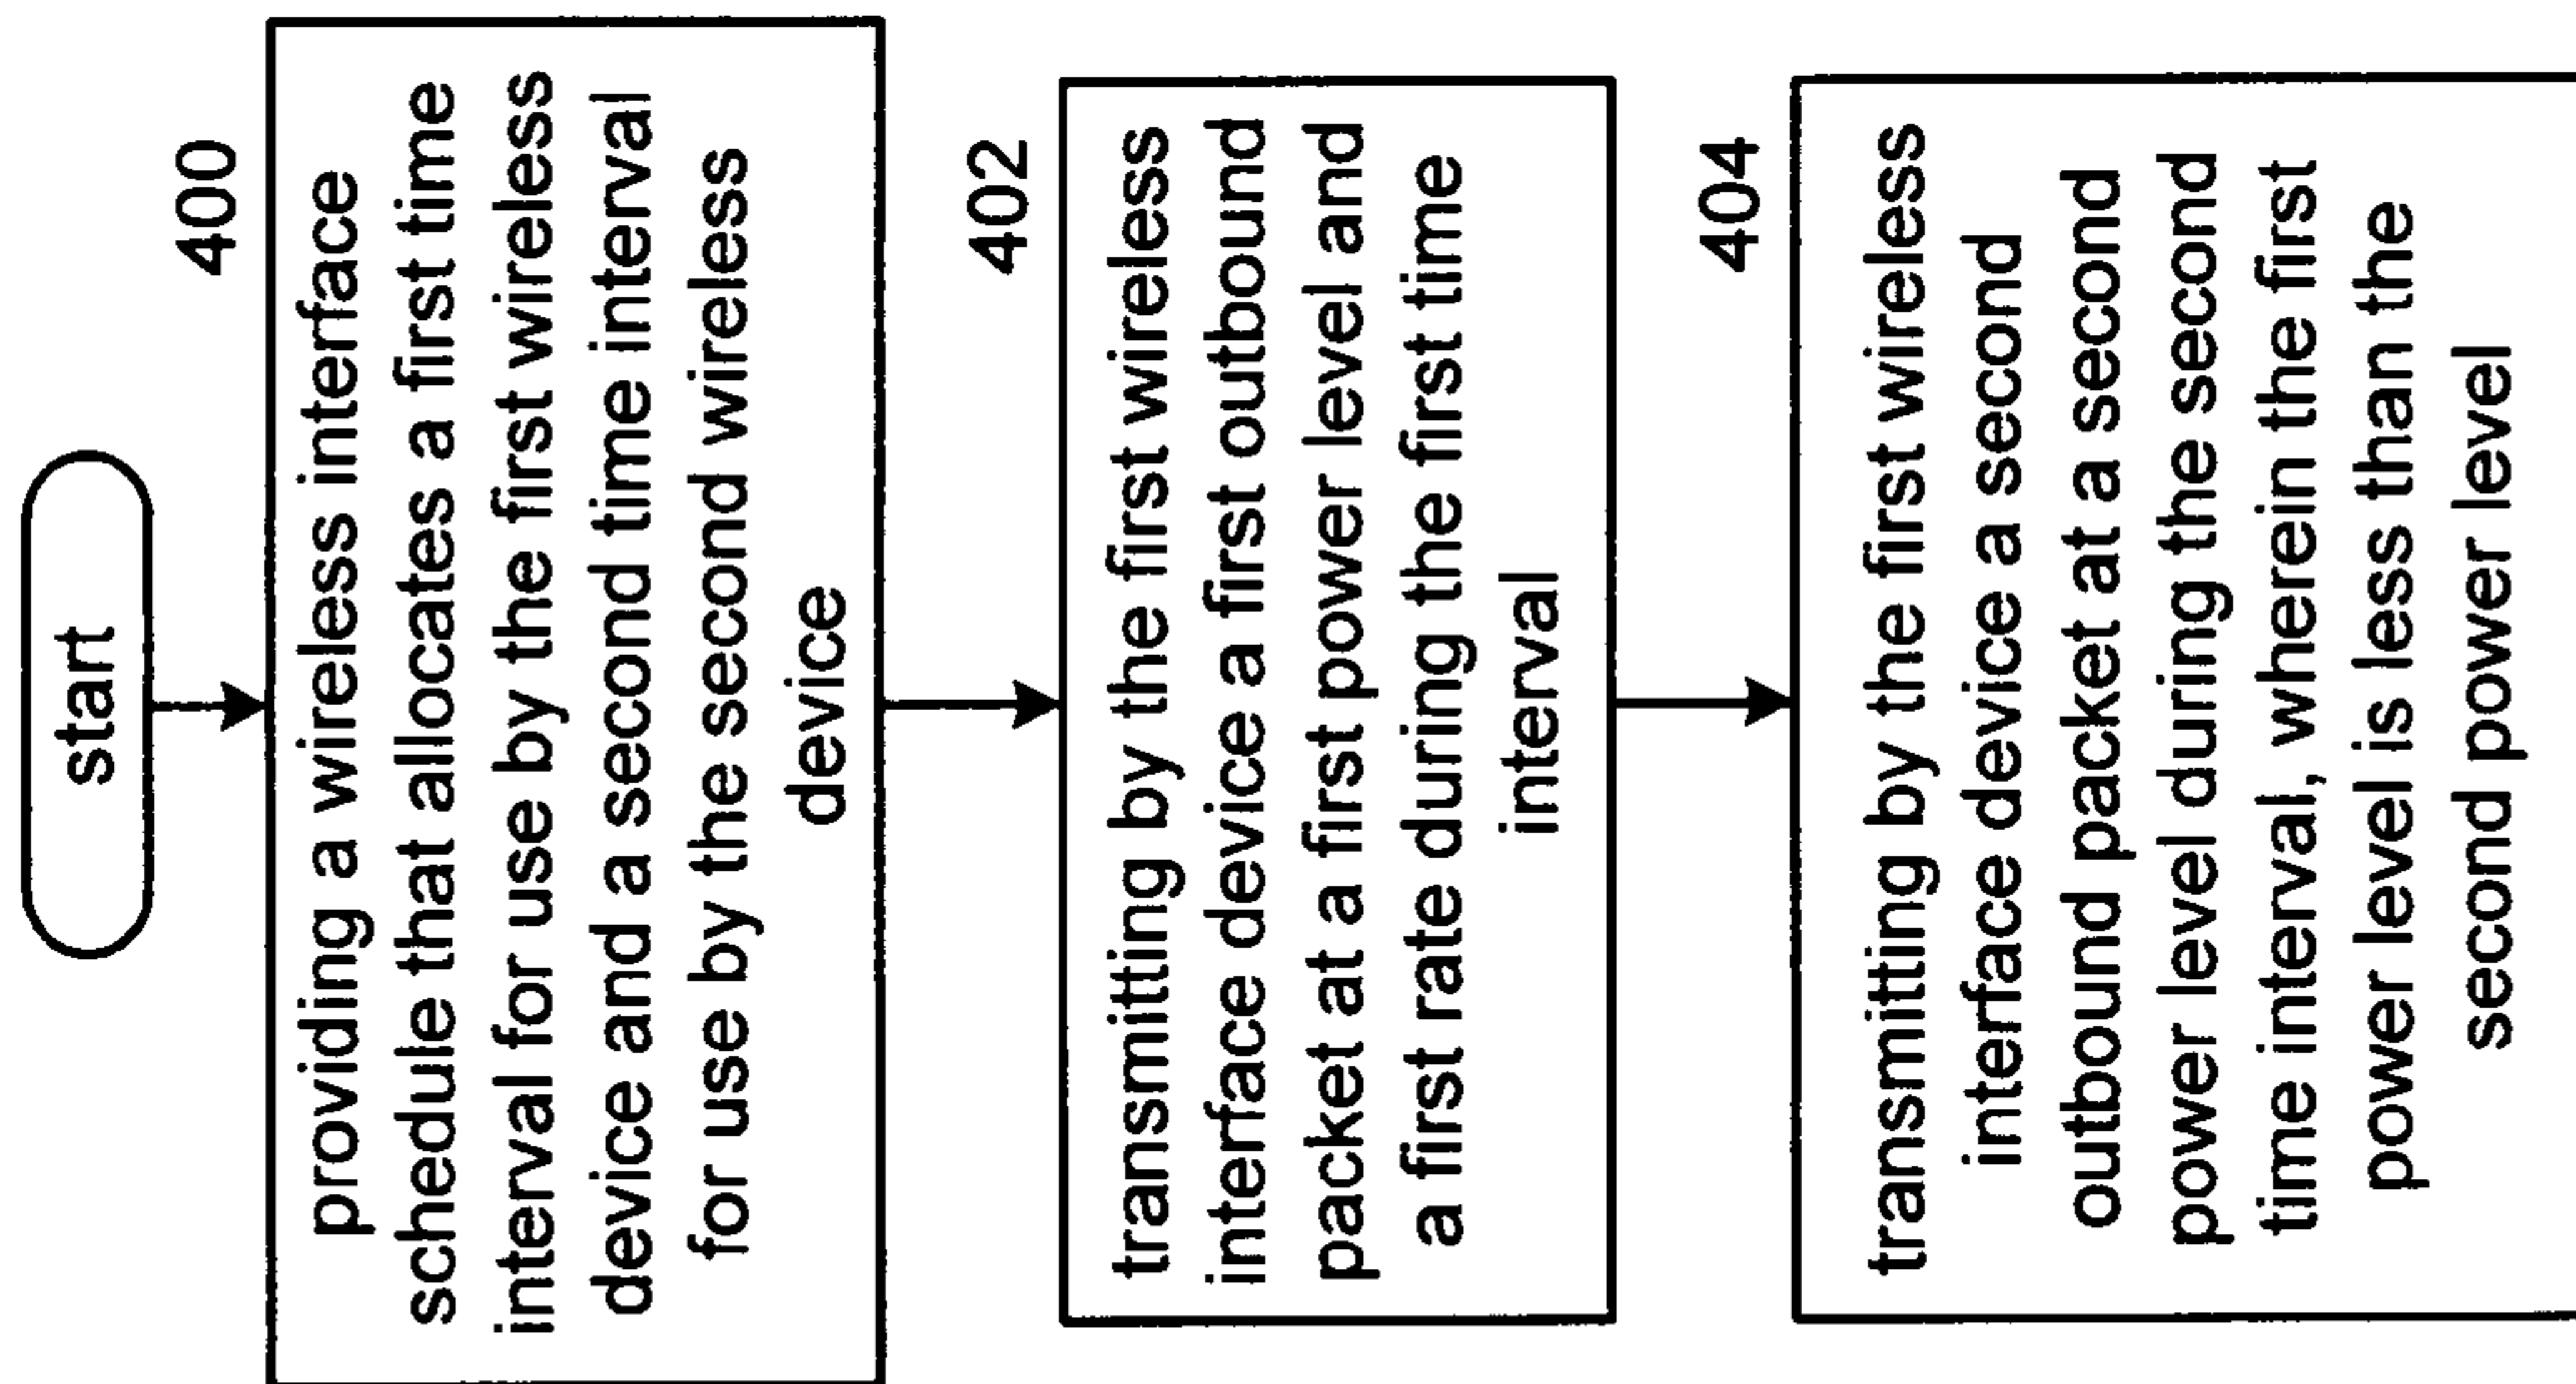 start
400
providing a wireless interface
schedule that allocates a first time
interval for use by the first wireless
device and a second time interval
for use by the second wireless
device
402
transmitting by the first wireless
interface device a first outbound
packet at a first power level and
a first rate during the first time
interval
404
transmitting by the first wireless
interface device a second
outbound packet at a second
power level during the second
time interval, wherein the first
power level is less than the
second power level